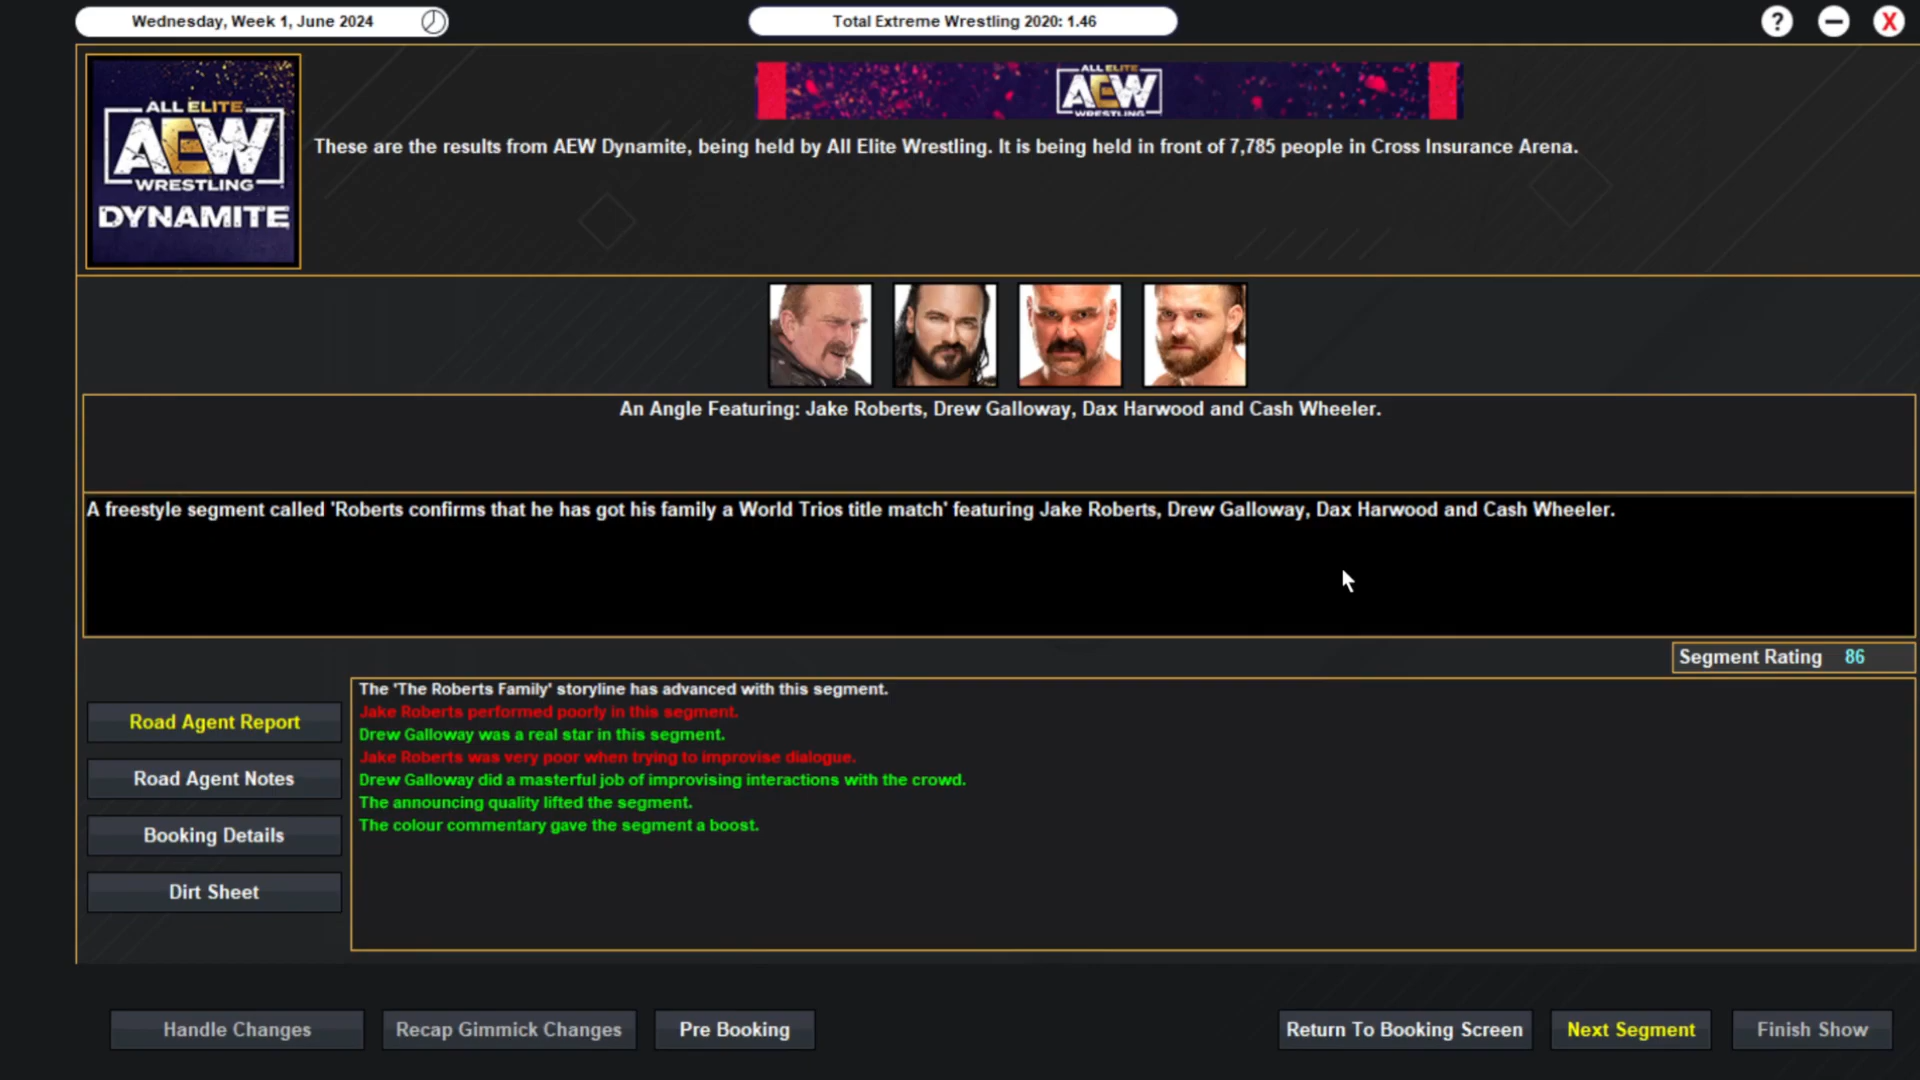 Wednesday, Week 1, June 2024
Total Extreme Wrestling 2020: 1.46
?
X
ALL ELITE
AEW
WRESTLING
DYNAMITE
ALL ELITE
AEW
WRESTLING
These are the results from AEW Dynamite, being held by All Elite Wrestling. It is being held in front of 7,785 people in Cross Insurance Arena.
An Angle Featuring: Jake Roberts, Drew Galloway, Dax Harwood and Cash Wheeler.
A freestyle segment called 'Roberts confirms that he has got his family a World Trios title match' featuring Jake Roberts, Drew Galloway, Dax Harwood and Cash Wheeler.
Segment Rating 86
Road Agent Report
Road Agent Notes
Booking Details
Dirt Sheet
The 'The Roberts Family' storyline has advanced with this segment.
Jake Roberts performed poorly in this segment.
Drew Galloway was a real star in this segment.
Jake Roberts was very poor when trying to improvise dialogue.
Drew Galloway did a masterful job of improvising interactions with the crowd.
The announcing quality lifted the segment.
The colour commentary gave the segment a boost.
Handle Changes
Recap Gimmick Changes
Pre Booking
Return To Booking Screen
Next Segment
Finish Show